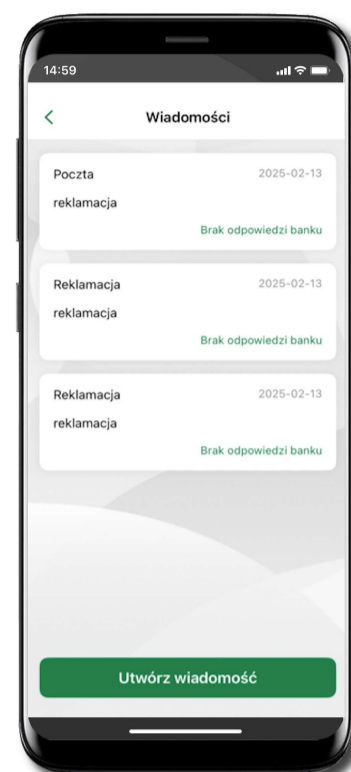 14:59
Wiadomości
Poczta 2025-02-13
reklamacja
Brak odpowiedzi banku
Reklamacja 2025-02-13
reklamacja
Brak odpowiedzi banku
Reklamacja 2025-02-13
reklamacja
Brak odpowiedzi banku
Utwórz wiadomość